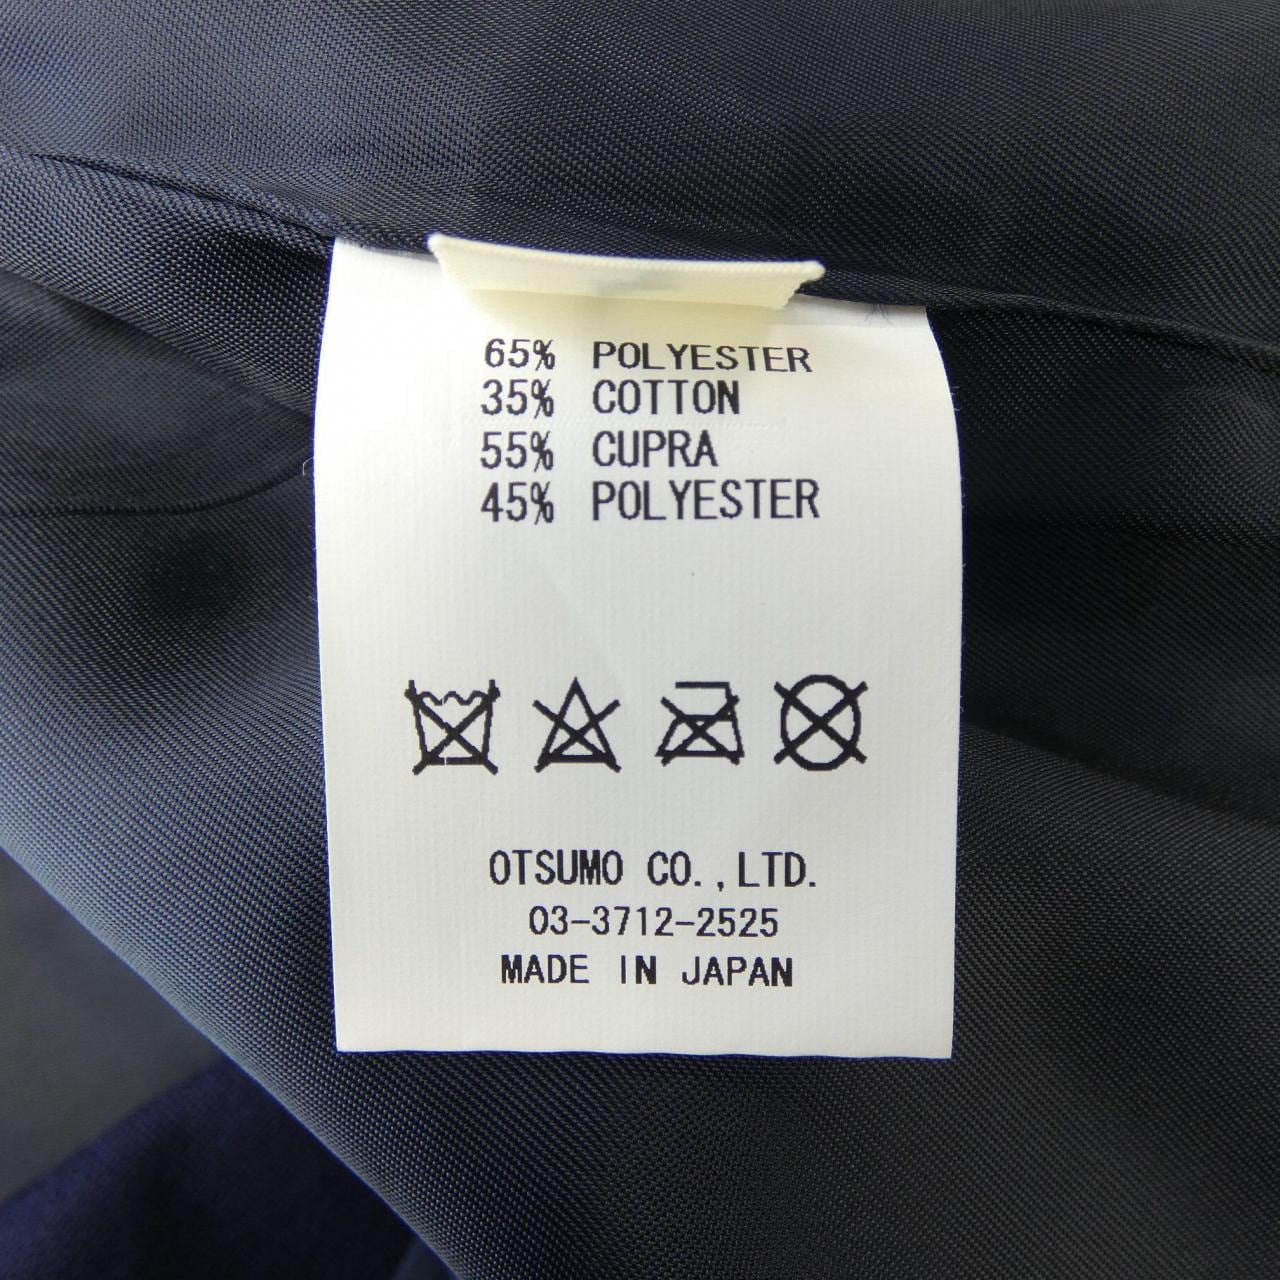 65% POLYESTER
35% COTTON
55% CUPRA
45% POLYESTER
OTSUMO CO.,LTD.
03-3712-2525
MADE IN JAPAN